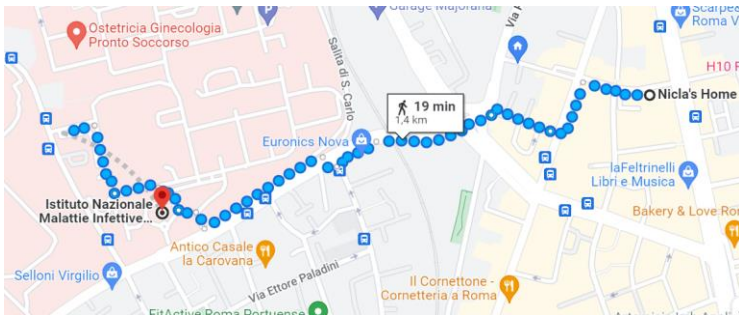 Garage Majorana
Scarpe&
Roma V
Ostetricia Ginecologia
Pronto Soccorso
Salita di S. Carlo
Via P
H10 R
19 min
1,4 km
Nicla's Home
Euronics Nova
laFeltrinelli
Libri e Musica
Istituto Nazionale
Malattie Infettive...
Bakery & Love Rom
Antico Casale
la Carovana
Selloni Virgilio
Via Ettore Paladini
Il Cornettone -
Cornetteria a Roma
FitActive Roma Portuense